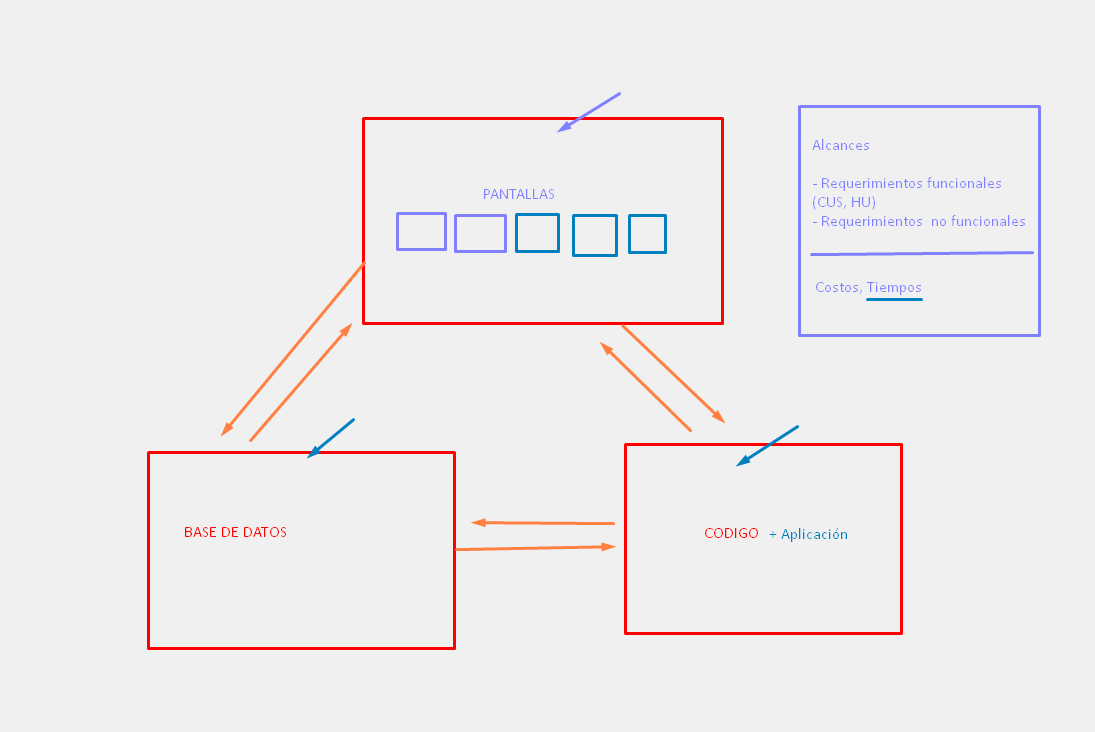 PANTALLAS
Alcances
- Requerimientos funcionales
(CUS, HU)
- Requerimientos no funcionales
Costos, Tiempos
BASE DE DATOS
CODIGO + Aplicación